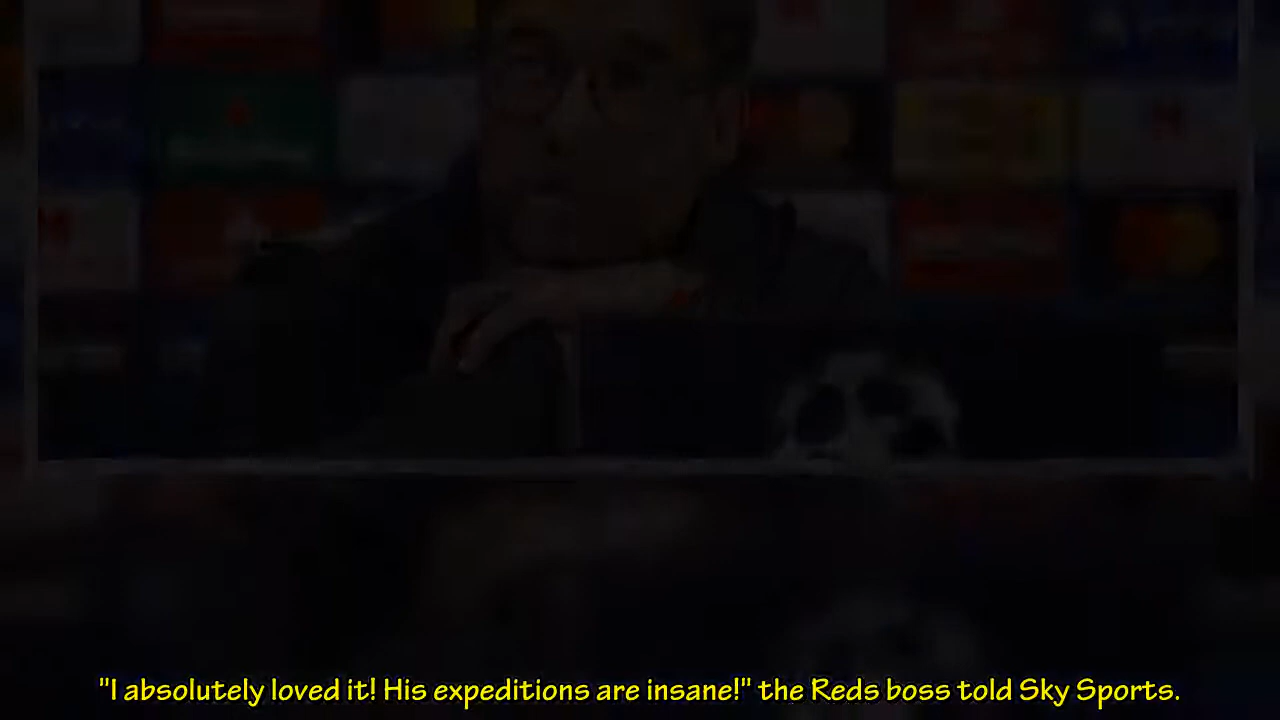 "I absolutely loved it! His expeditions are insane!" the Reds boss told Sky Sports.